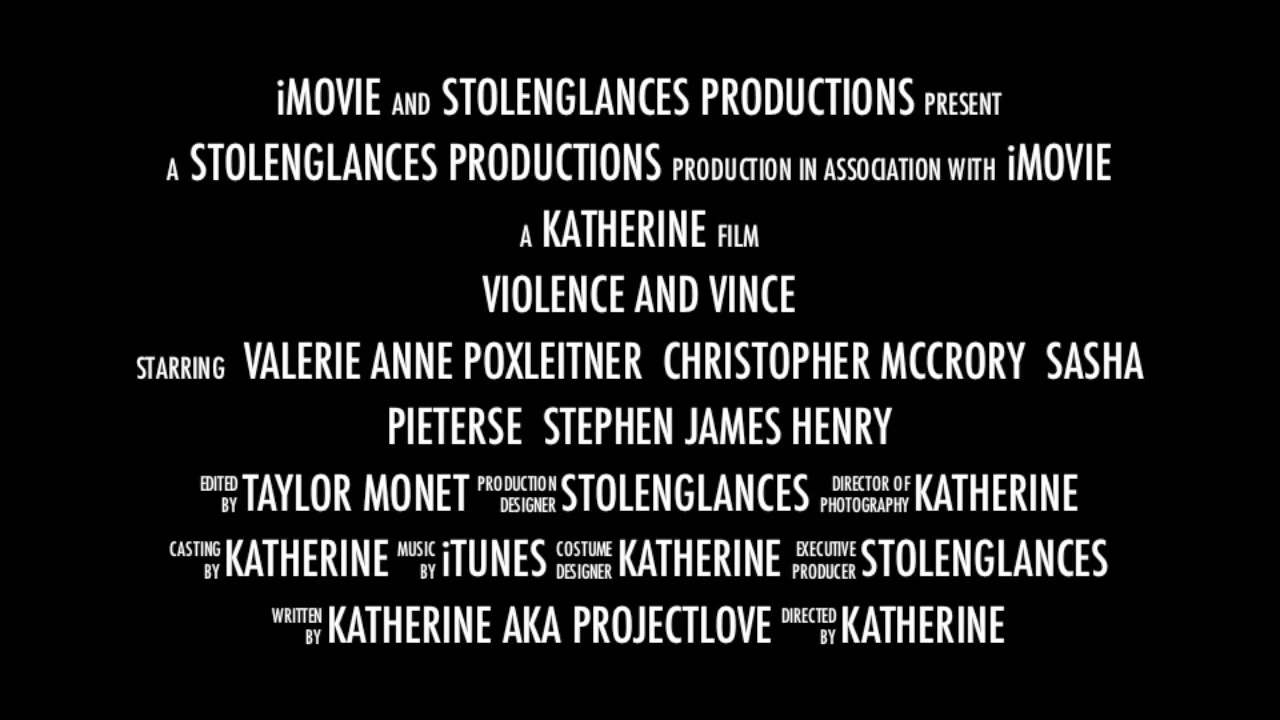 iMOVIE AND STOLENGLANCES PRODUCTIONS PRESENT
A STOLENGLANCES PRODUCTIONS PRODUCTION IN ASSOCIATION WITH iMOVIE
A KATHERINE FILM
VIOLENCE AND VINCE
STARRING VALERIE ANNE POXLEITNER CHRISTOPHER MCCRORY SASHA
PIETERSE STEPHEN JAMES HENRY
EDITED BY TAYLOR MONET PRODUCTION DESIGNER STOLENGLANCES DIRECTOR OF PHOTOGRAPHY KATHERINE
CASTING BY KATHERINE MUSIC BY iTUNES COSTUME DESIGNER KATHERINE EXECUTIVE PRODUCER STOLENGLANCES
WRITTEN BY KATHERINE AKA PROJECTLOVE DIRECTED BY KATHERINE